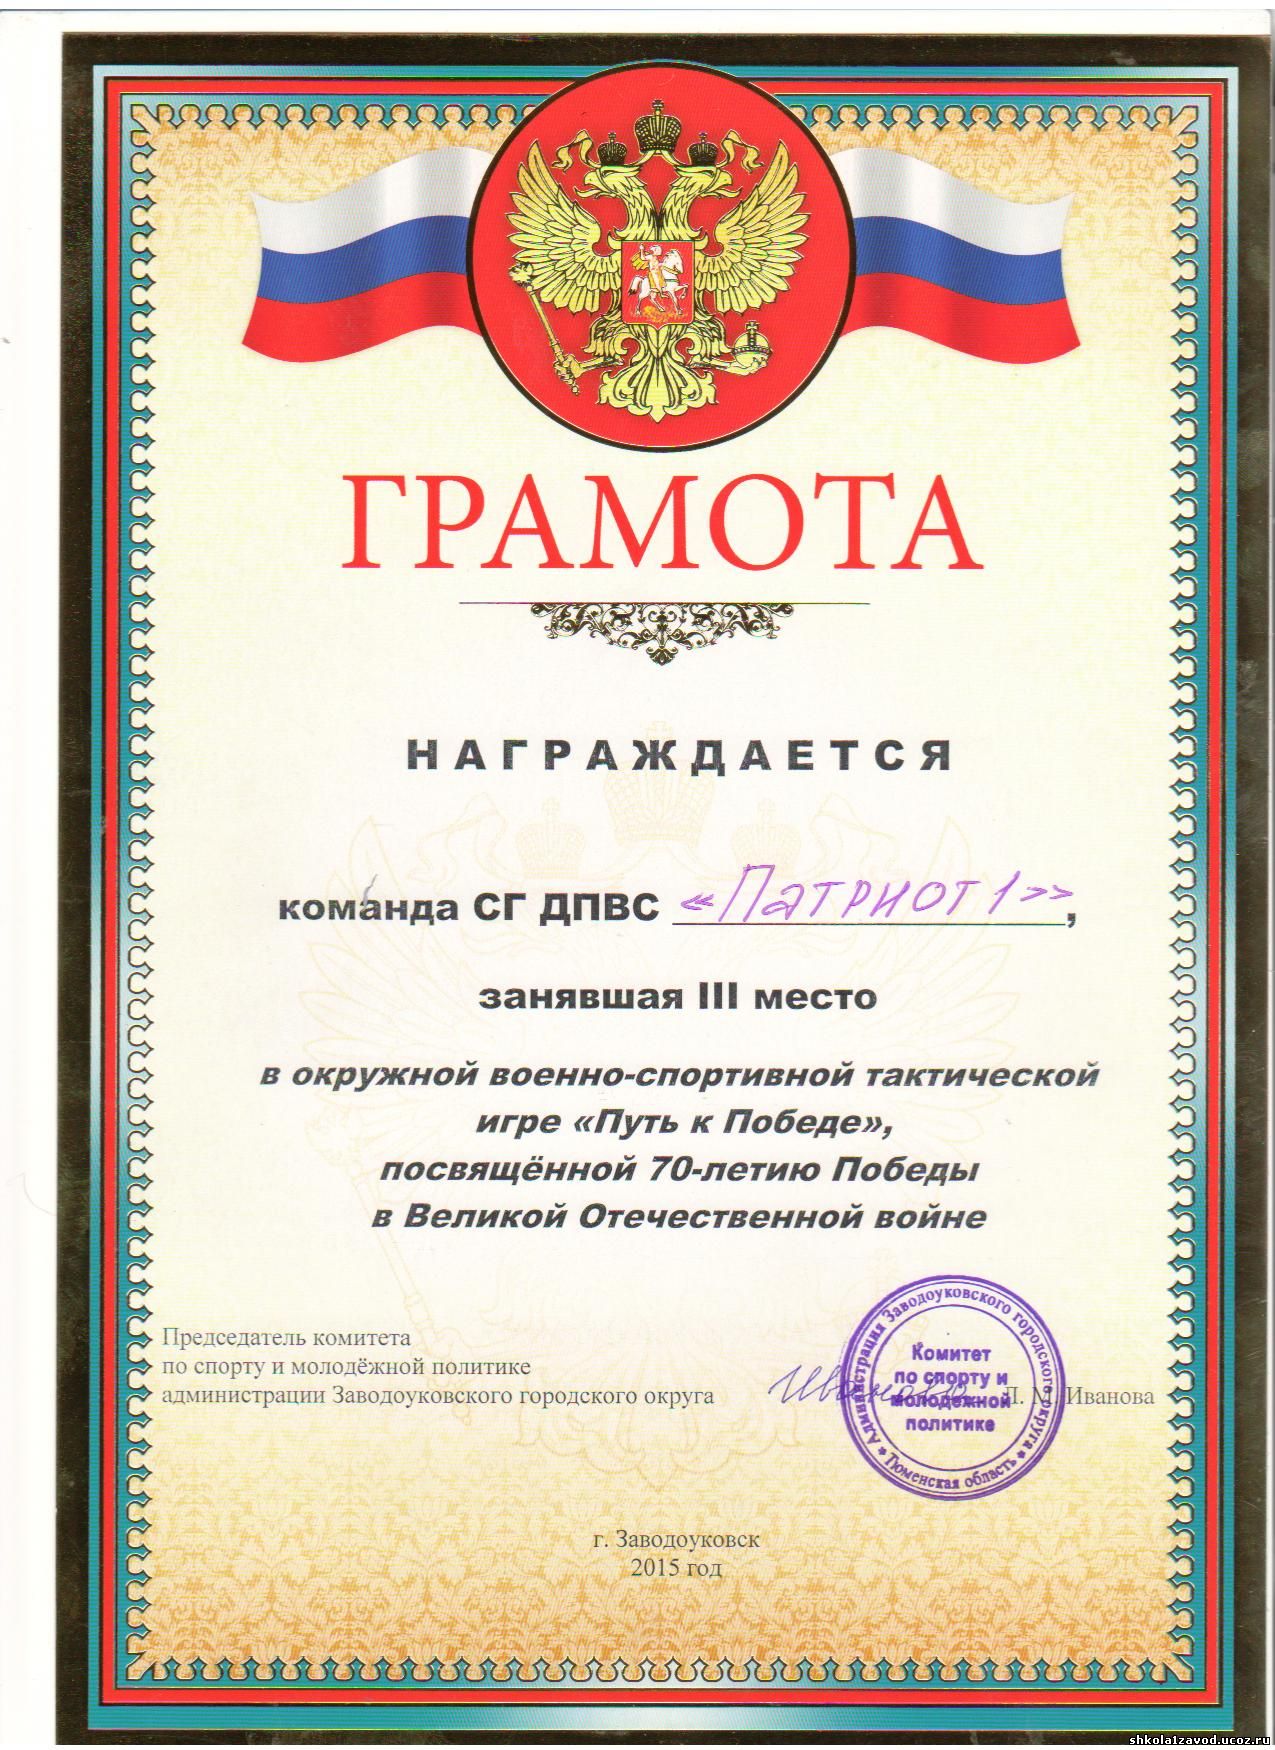 ГРАМОТА
НАГРАЖДАЕТСЯ
команда СГ ДПВС «Патриот 1»,
занявшая III место
в окружной военно-спортивной тактической
игре «Путь к Победе»,
посвящённой 70-летию Победы
в Великой Отечественной войне
Председатель комитета
по спорту и молодёжной политике
администрации Заводоуковского городского округа
Л. М. Иванова
Администрация Заводоуковского городского округа
Тюменская область
Комитет
по спорту и
молодежной
политике
г. Заводоуковск
2015 год
shkola1zavod.ucoz.ru